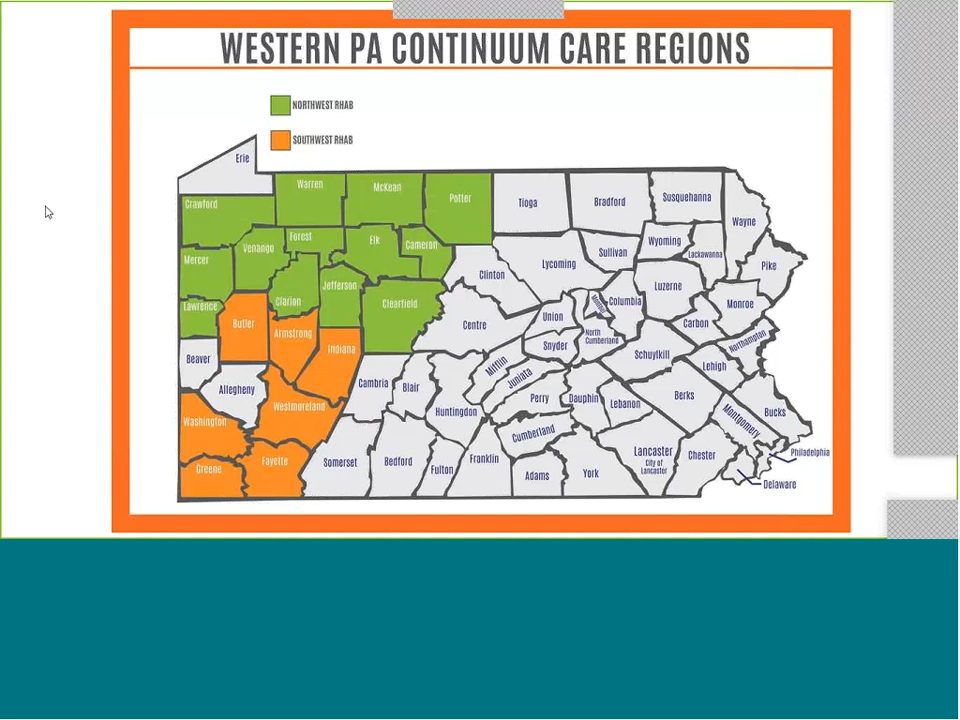 WESTERN PA CONTINUUM CARE REGIONS
NORTHWEST RHAB
SOUTHWEST RHAB
Erie
Warren
McKean
Potter
Crawford
Tioga
Bradford
Susquehanna
Wayne
Forest
Venango
Elk
Cameron
Sullivan
Wyoming
Lackawanna
Mercer
Clinton
Lycoming
Pike
Jefferson
Luzerne
Lawrence
Clarion
Clearfield
Columbia
Monroe
Butler
Armstrong
Centre
Union
Carbon
North
Cumberland
Northampton
Indiana
Snyder
Schuylkill
Beaver
Mifflin
Lehigh
Allegheny
Cambria
Blair
Juniata
Perry
Dauphin
Lebanon
Berks
Westmoreland
Huntingdon
Montgomery
Bucks
Washington
Cumberland
Lancaster
City of
Lancaster
Chester
Philadelphia
Greene
Fayette
Somerset
Bedford
Fulton
Franklin
Adams
York
Delaware